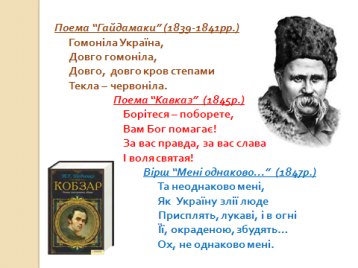 Поема “Гайдамаки” (1839-1841рр.)
Гомоніла Україна,
Довго гомоніла,
Довго, довго кров степами
Текла – червоніла.
Поема “Кавказ” (1845р.)
Борітеся – поборете,
Вам Бог помагає!
За вас правда, за вас слава
І воля святая!
Вірш “Мені однаково…” (1847р.)
Та неоднаково мені,
Як Україну злії люде
Присплять, лукаві, і в огні
Її, окраденую, збудять…
Ох, не однаково мені.
КОБЗАР